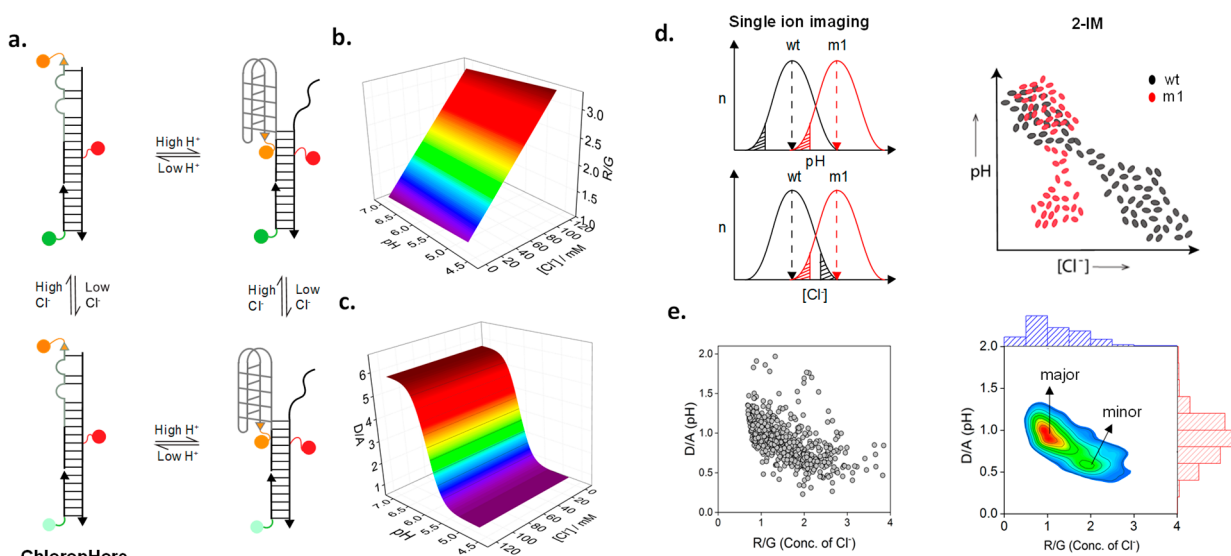 a.
High H⁺
Low H⁺
High Cl⁻
Low Cl⁻
High Cl⁻
Low Cl⁻
High H⁺
Low H⁺
ChlorophHore
b.
R/G
3.0
2.5
2.0
1.5
1.0
7.0 6.5 6.0 5.5 5.0 4.5
pH
0 20 40 60 80 100 120
[Cl⁻] / mM
c.
D/A
6
5
4
3
2
1
7.0 6.5 6.0 5.5 5.0 4.5
pH
120 100 80 60 40 20 0
[Cl⁻] / mM
d.
Single ion imaging
wt m1
n
pH
wt m1
n
[Cl⁻]
2-IM
wt
m1
pH
[Cl⁻]
e.
D/A (pH)
2.0
1.5
1.0
0.5
0.0
0 1 2 3 4
R/G (Conc. of Cl⁻)
D/A (pH)
2.0
1.5
1.0
0.5
0.0
major
minor
0 1 2 3 4
R/G (Conc. of Cl⁻)